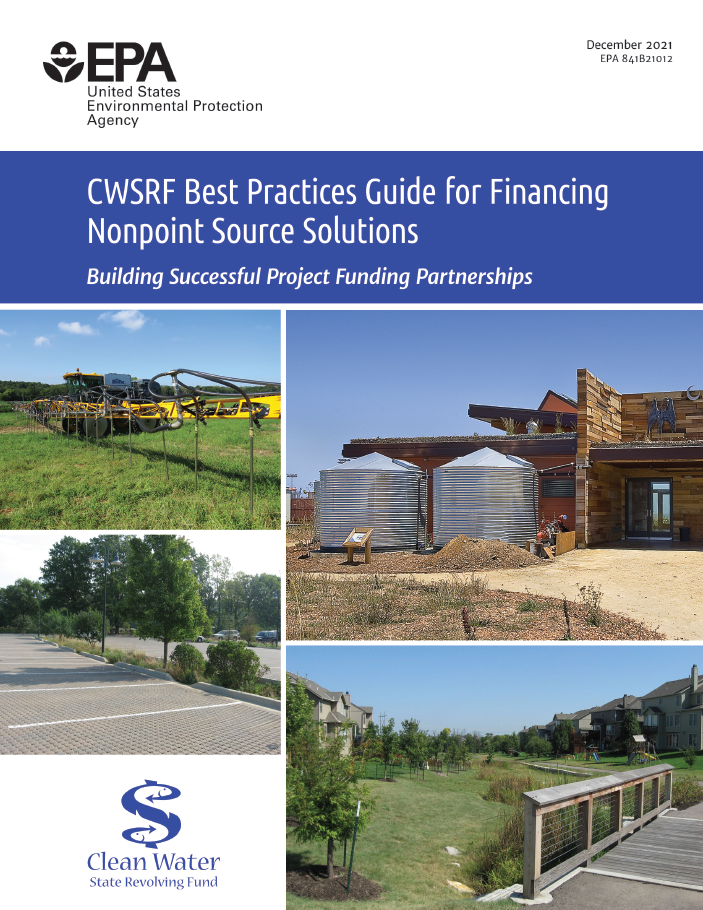 EPA
United States
Environmental Protection
Agency
December 2021
EPA 841B21012
CWSRF Best Practices Guide for Financing
Nonpoint Source Solutions
Building Successful Project Funding Partnerships
Clean Water
State Revolving Fund